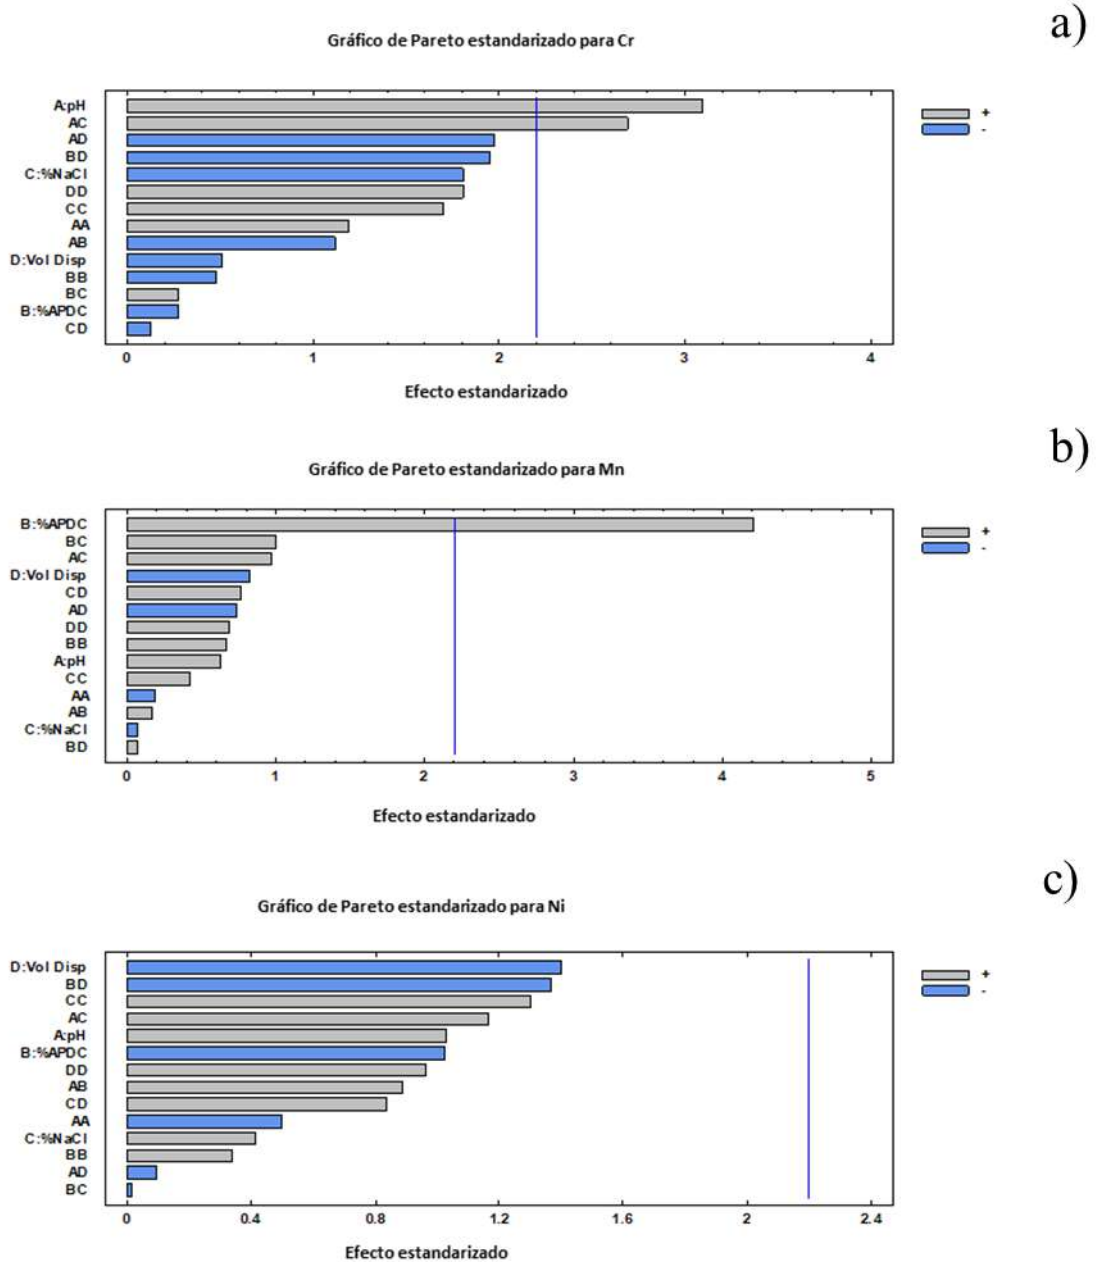 a)
Gráfico de Pareto estandarizado para Cr
A:pH
AC
AD
BD
C:%NaCl
DD
CC
AA
AB
D:Vol Disp
BB
BC
B:%APDC
CD
+
-
0 1 2 3 4
Efecto estandarizado
b)
Gráfico de Pareto estandarizado para Mn
B:%APDC
BC
AC
D:Vol Disp
CD
AD
DD
BB
A:pH
CC
AA
AB
C:%NaCl
BD
+
-
0 1 2 3 4 5
Efecto estandarizado
c)
Gráfico de Pareto estandarizado para Ni
D:Vol Disp
BD
CC
AC
A:pH
B:%APDC
DD
AB
CD
AA
C:%NaCl
BB
AD
BC
+
-
0 0.4 0.8 1.2 1.6 2 2.4
Efecto estandarizado